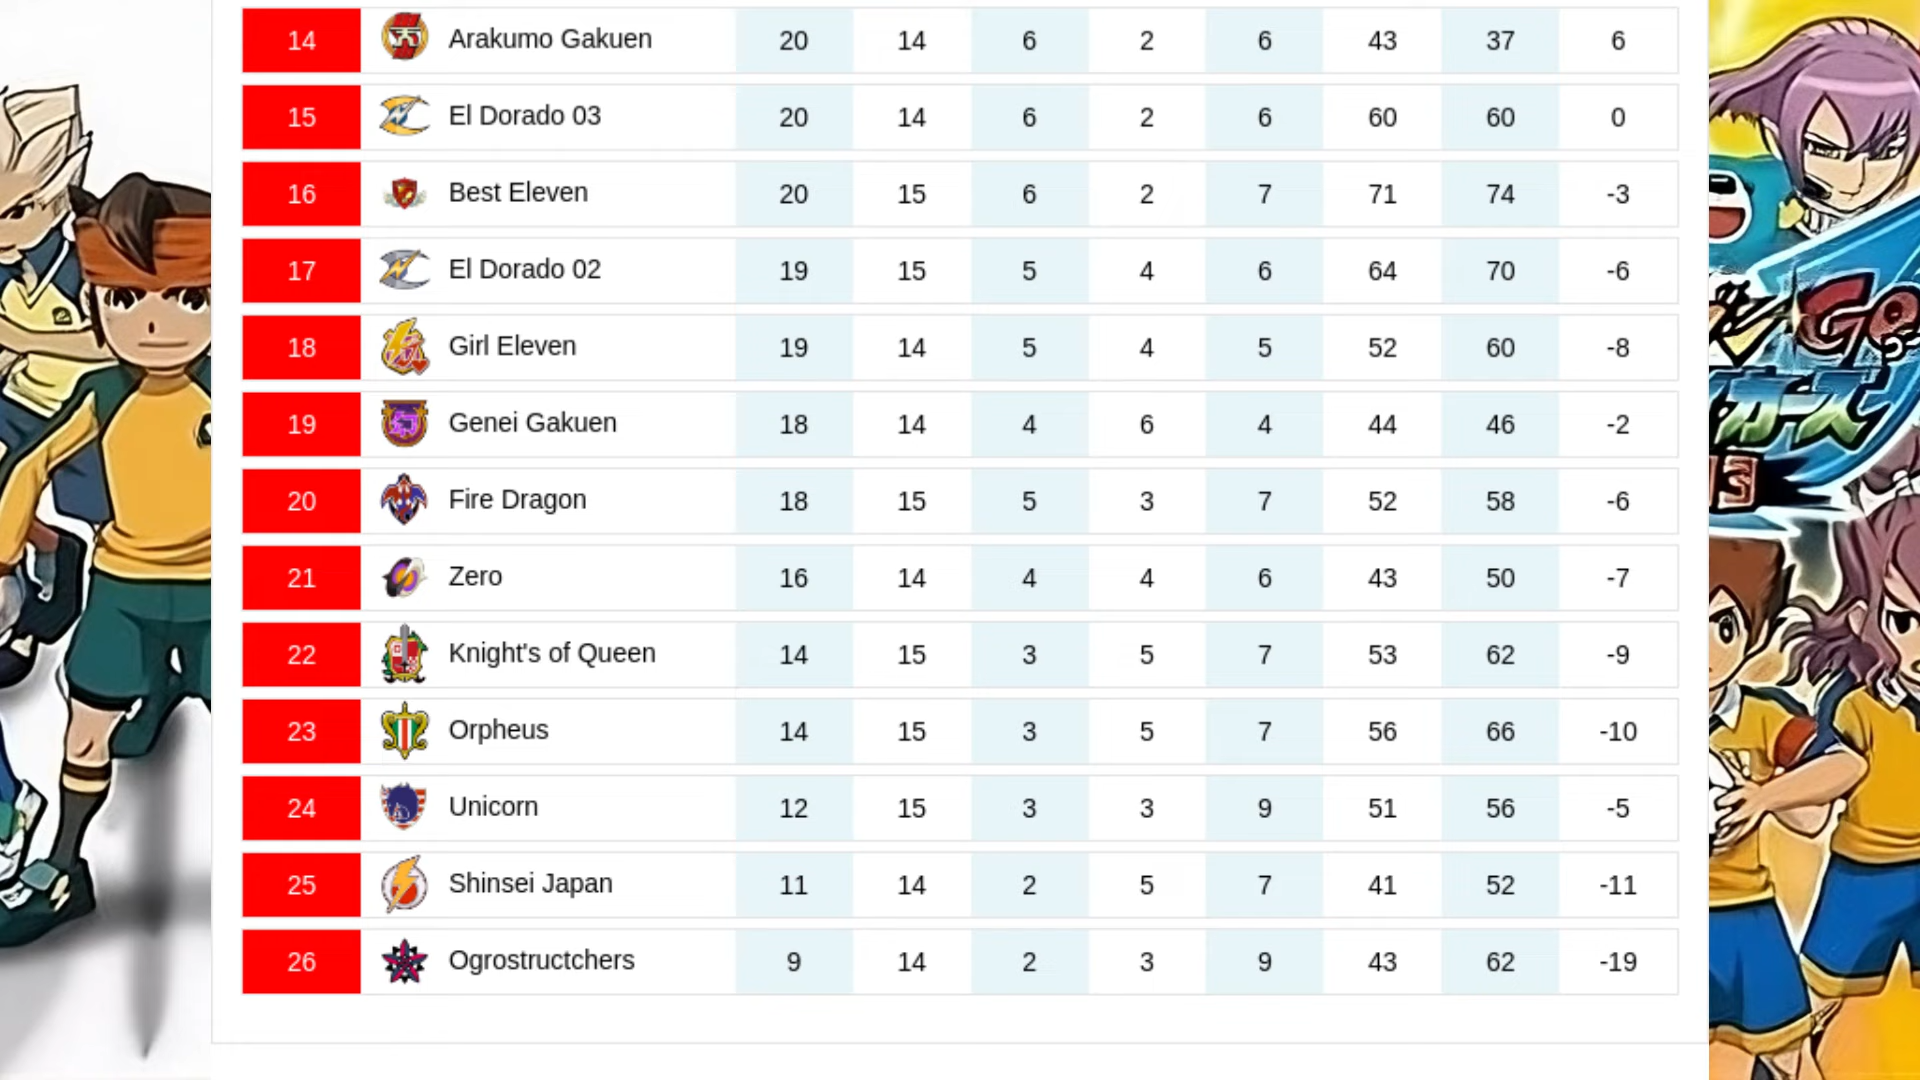 14 Arakumo Gakuen 20 14 6 2 6 43 37 6
15 El Dorado 03 20 14 6 2 6 60 60 0
16 Best Eleven 20 15 6 2 7 71 74 -3
17 El Dorado 02 19 15 5 4 6 64 70 -6
18 Girl Eleven 19 14 5 4 5 52 60 -8
19 Genei Gakuen 18 14 4 6 4 44 46 -2
20 Fire Dragon 18 15 5 3 7 52 58 -6
21 Zero 16 14 4 4 6 43 50 -7
22 Knight's of Queen 14 15 3 5 7 53 62 -9
23 Orpheus 14 15 3 5 7 56 66 -10
24 Unicorn 12 15 3 3 9 51 56 -5
25 Shinsei Japan 11 14 2 5 7 41 52 -11
26 Ogrostructchers 9 14 2 3 9 43 62 -19
GO
カーズ
13